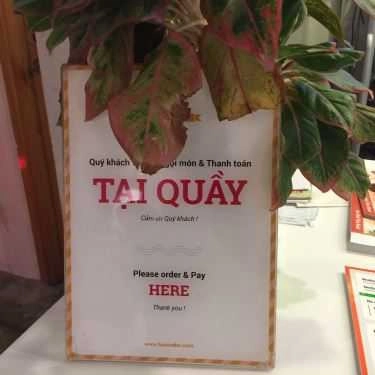 Quý khách gọi món & Thanh toán
TẠI QUẦY
Cảm ơn Quý khách !
Please order & Pay
HERE
Thank you !